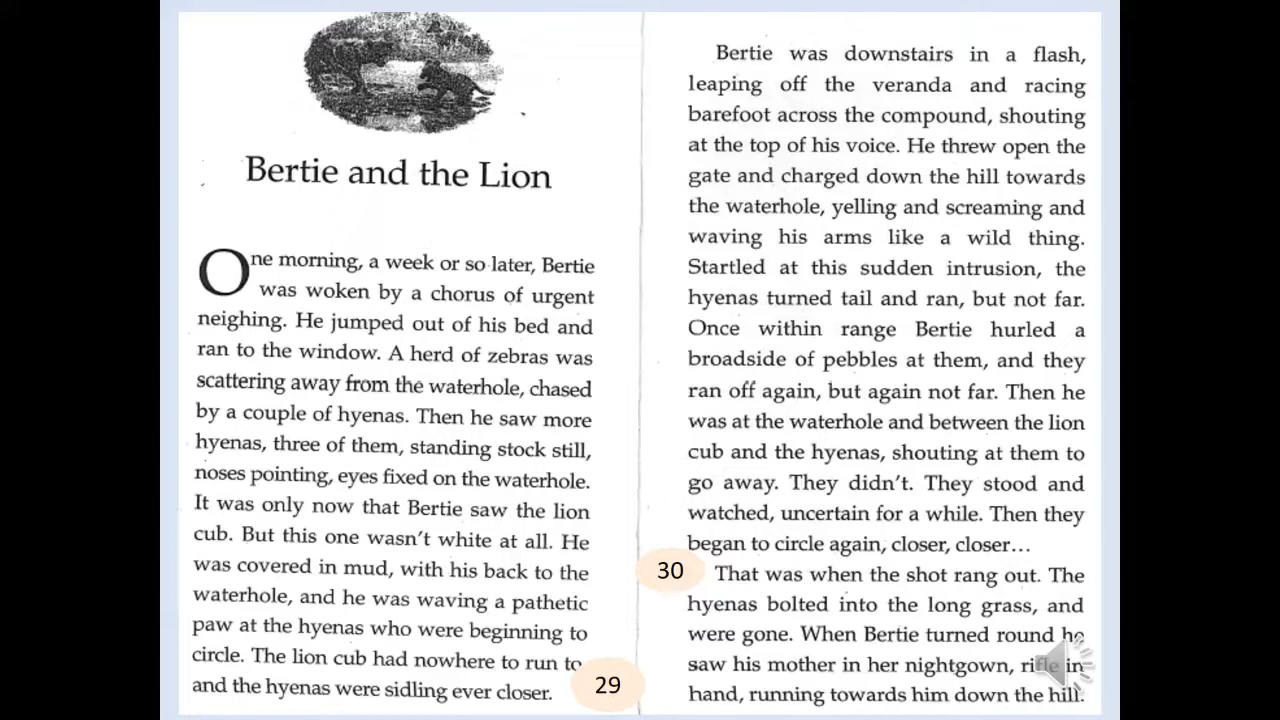 Bertie and the Lion
One morning, a week or so later, Bertie
was woken by a chorus of urgent
neighing. He jumped out of his bed and
ran to the window. A herd of zebras was
scattering away from the waterhole, chased
by a couple of hyenas. Then he saw more
hyenas, three of them, standing stock still,
noses pointing, eyes fixed on the waterhole.
It was only now that Bertie saw the lion
cub. But this one wasn't white at all. He
was covered in mud, with his back to the
waterhole, and he was waving a pathetic
paw at the hyenas who were beginning to
circle. The lion cub had nowhere to run to
and the hyenas were sidling ever closer.
29
Bertie was downstairs in a flash,
leaping off the veranda and racing
barefoot across the compound, shouting
at the top of his voice. He threw open the
gate and charged down the hill towards
the waterhole, yelling and screaming and
waving his arms like a wild thing.
Startled at this sudden intrusion, the
hyenas turned tail and ran, but not far.
Once within range Bertie hurled a
broadside of pebbles at them, and they
ran off again, but again not far. Then he
was at the waterhole and between the lion
cub and the hyenas, shouting at them to
go away. They didn't. They stood and
watched, uncertain for a while. Then they
began to circle again, closer, closer...
30
That was when the shot rang out. The
hyenas bolted into the long grass, and
were gone. When Bertie turned round he
saw his mother in her nightgown, rifle in
hand, running towards him down the hill.